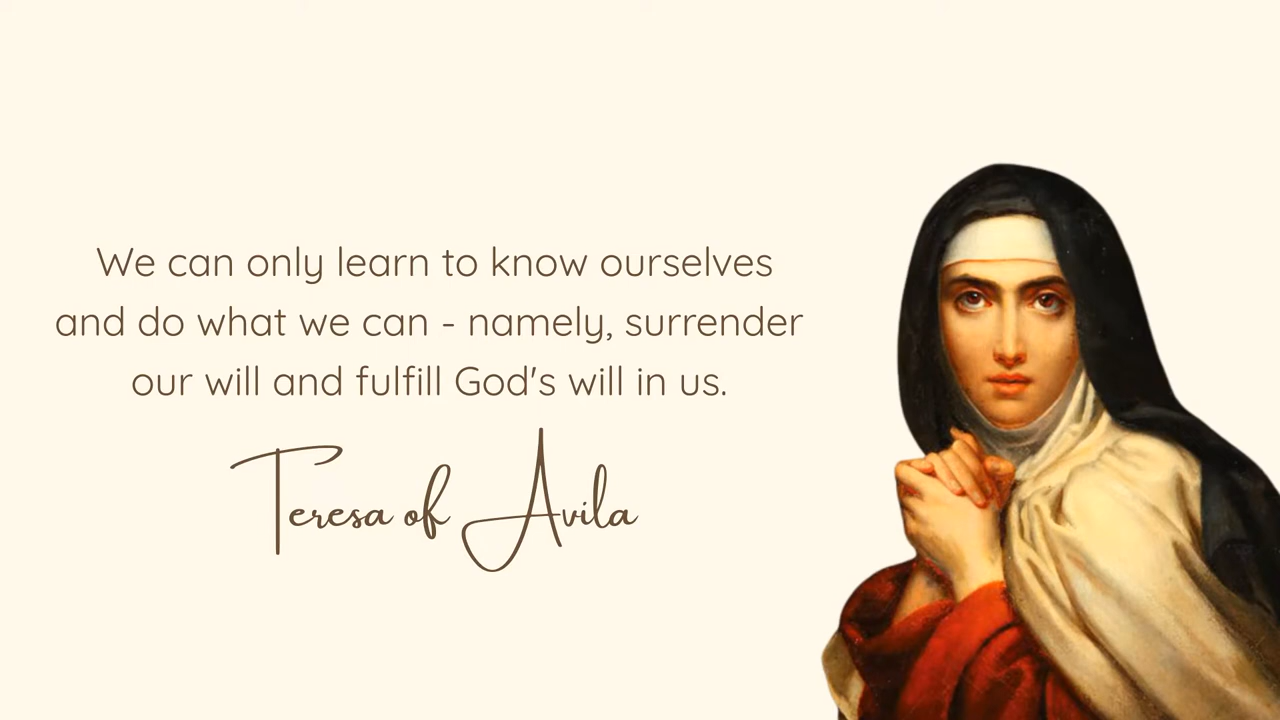 We can only learn to know ourselves
and do what we can - namely, surrender
our will and fulfill God's will in us.
Teresa of Avila